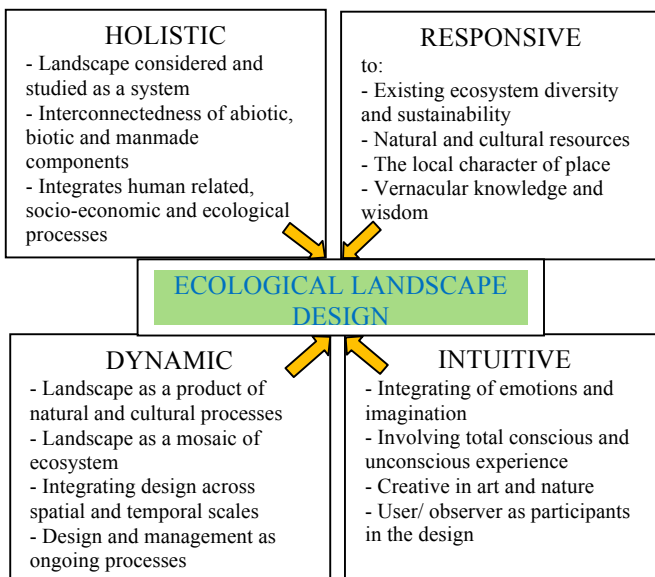 HOLISTIC
- Landscape considered and
studied as a system
- Interconnectedness of abiotic,
biotic and manmade
components
- Integrates human related,
socio-economic and ecological
processes
RESPONSIVE
to:
- Existing ecosystem diversity
and sustainability
- Natural and cultural resources
- The local character of place
- Vernacular knowledge and
wisdom
ECOLOGICAL LANDSCAPE
DESIGN
DYNAMIC
- Landscape as a product of
natural and cultural processes
- Landscape as a mosaic of
ecosystem
- Integrating design across
spatial and temporal scales
- Design and management as
ongoing processes
INTUITIVE
- Integrating of emotions and
imagination
- Involving total conscious and
unconscious experience
- Creative in art and nature
- User/ observer as participants
in the design